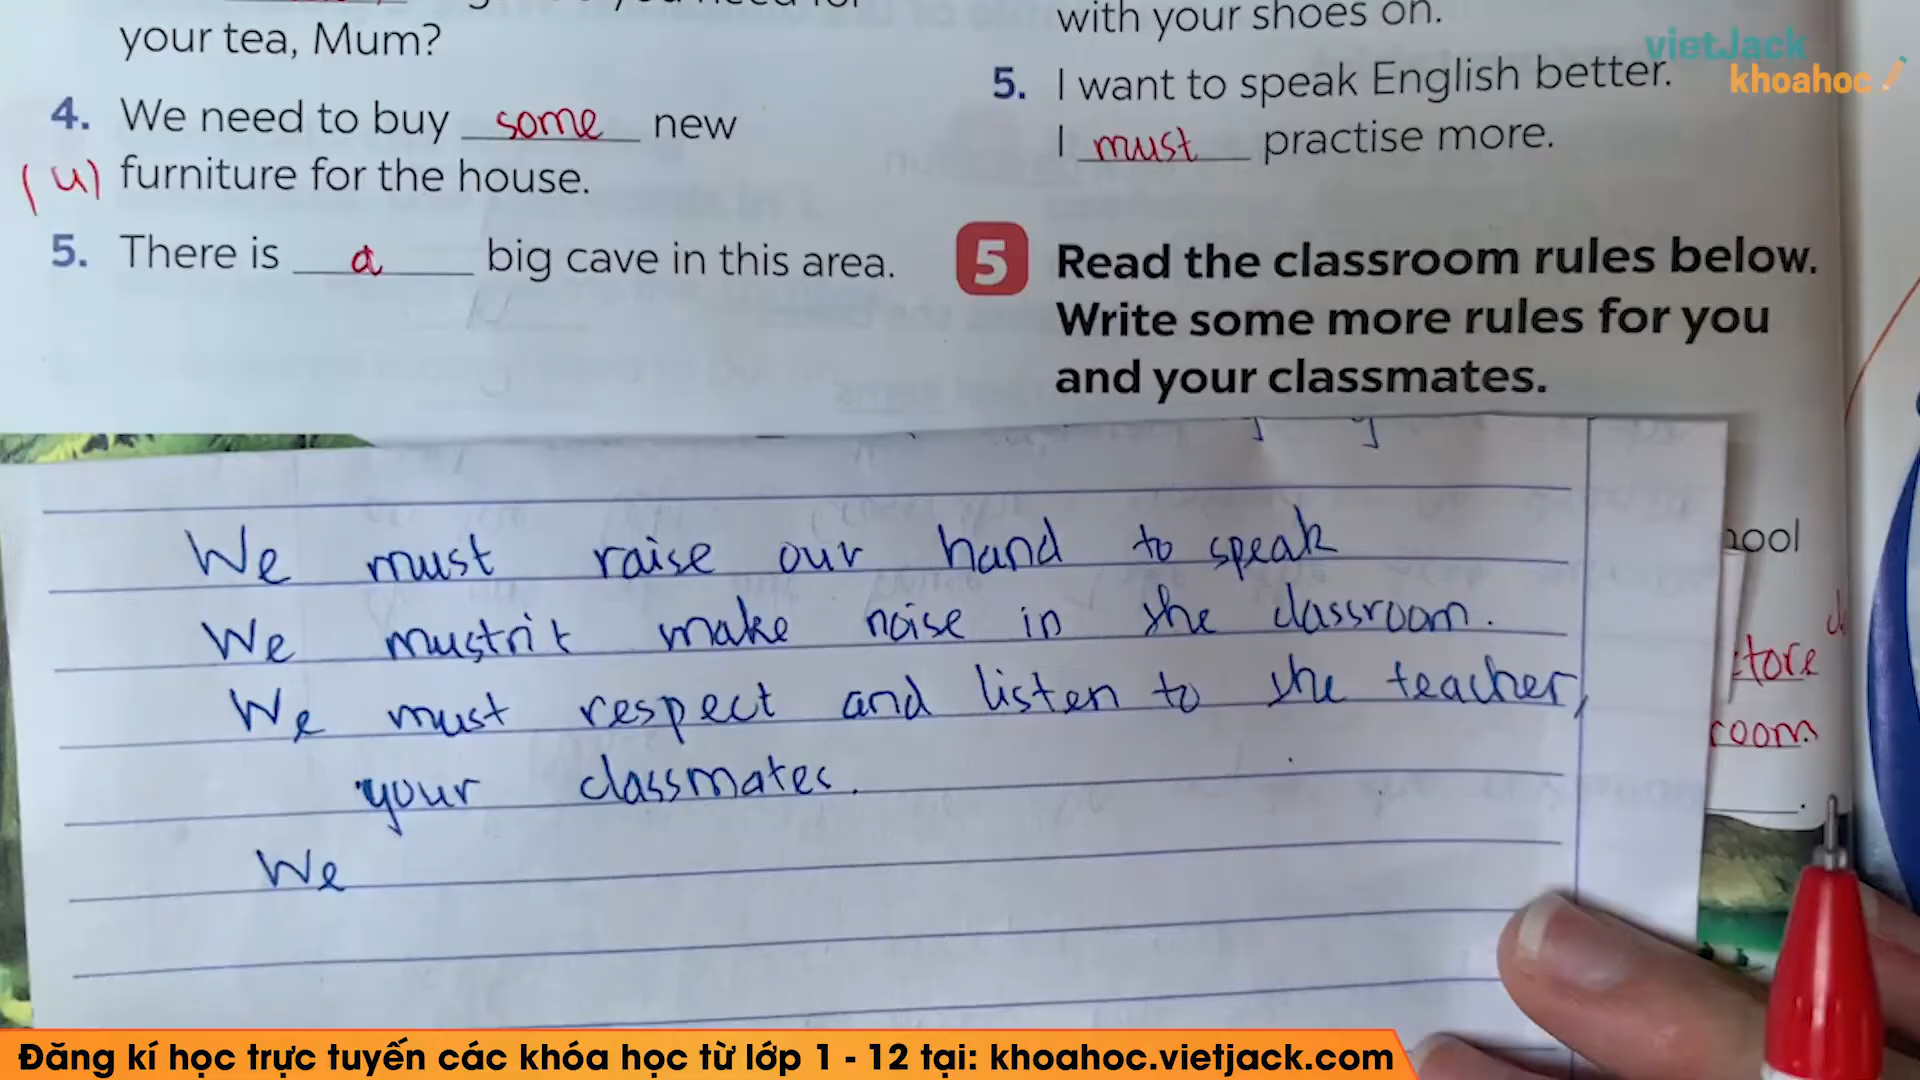 your tea, Mum?
4. We need to buy some new
(u) furniture for the house.
5. There is a big cave in this area.
with your shoes on.
5. I want to speak English better.
I must practise more.
5 Read the classroom rules below.
Write some more rules for you
and your classmates.
We must raise our hand to speak
We mustn't make noise in the classroom.
We must respect and listen to the teacher,
your classmates.
We
tore
room
vietJack
khoahoc
Đăng kí học trực tuyến các khóa học từ lớp 1 - 12 tại: khoahoc.vietjack.com